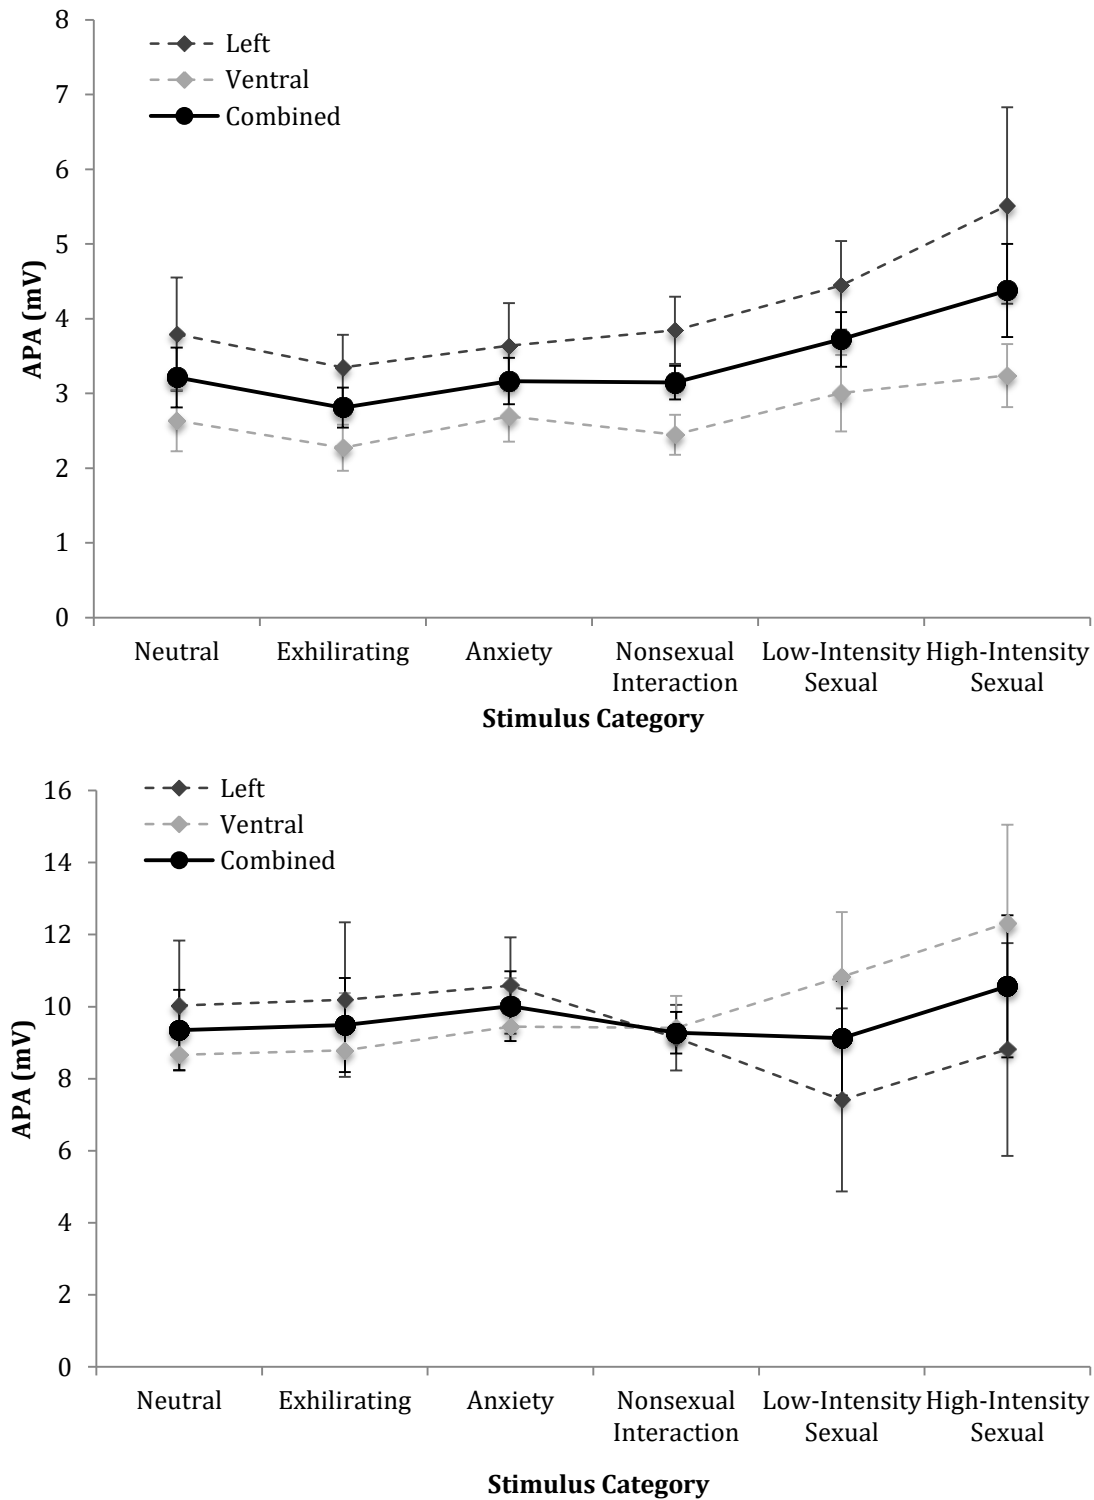 8
7
6
5
4
3
2
1
0
APA (mV)
Left
Ventral
Combined
Neutral
Exhilirating
Anxiety
Nonsexual
Interaction
Low-Intensity
Sexual
High-Intensity
Sexual
Stimulus Category
16
14
12
10
8
6
4
2
0
APA (mV)
Left
Ventral
Combined
Neutral
Exhilirating
Anxiety
Nonsexual
Interaction
Low-Intensity
Sexual
High-Intensity
Sexual
Stimulus Category